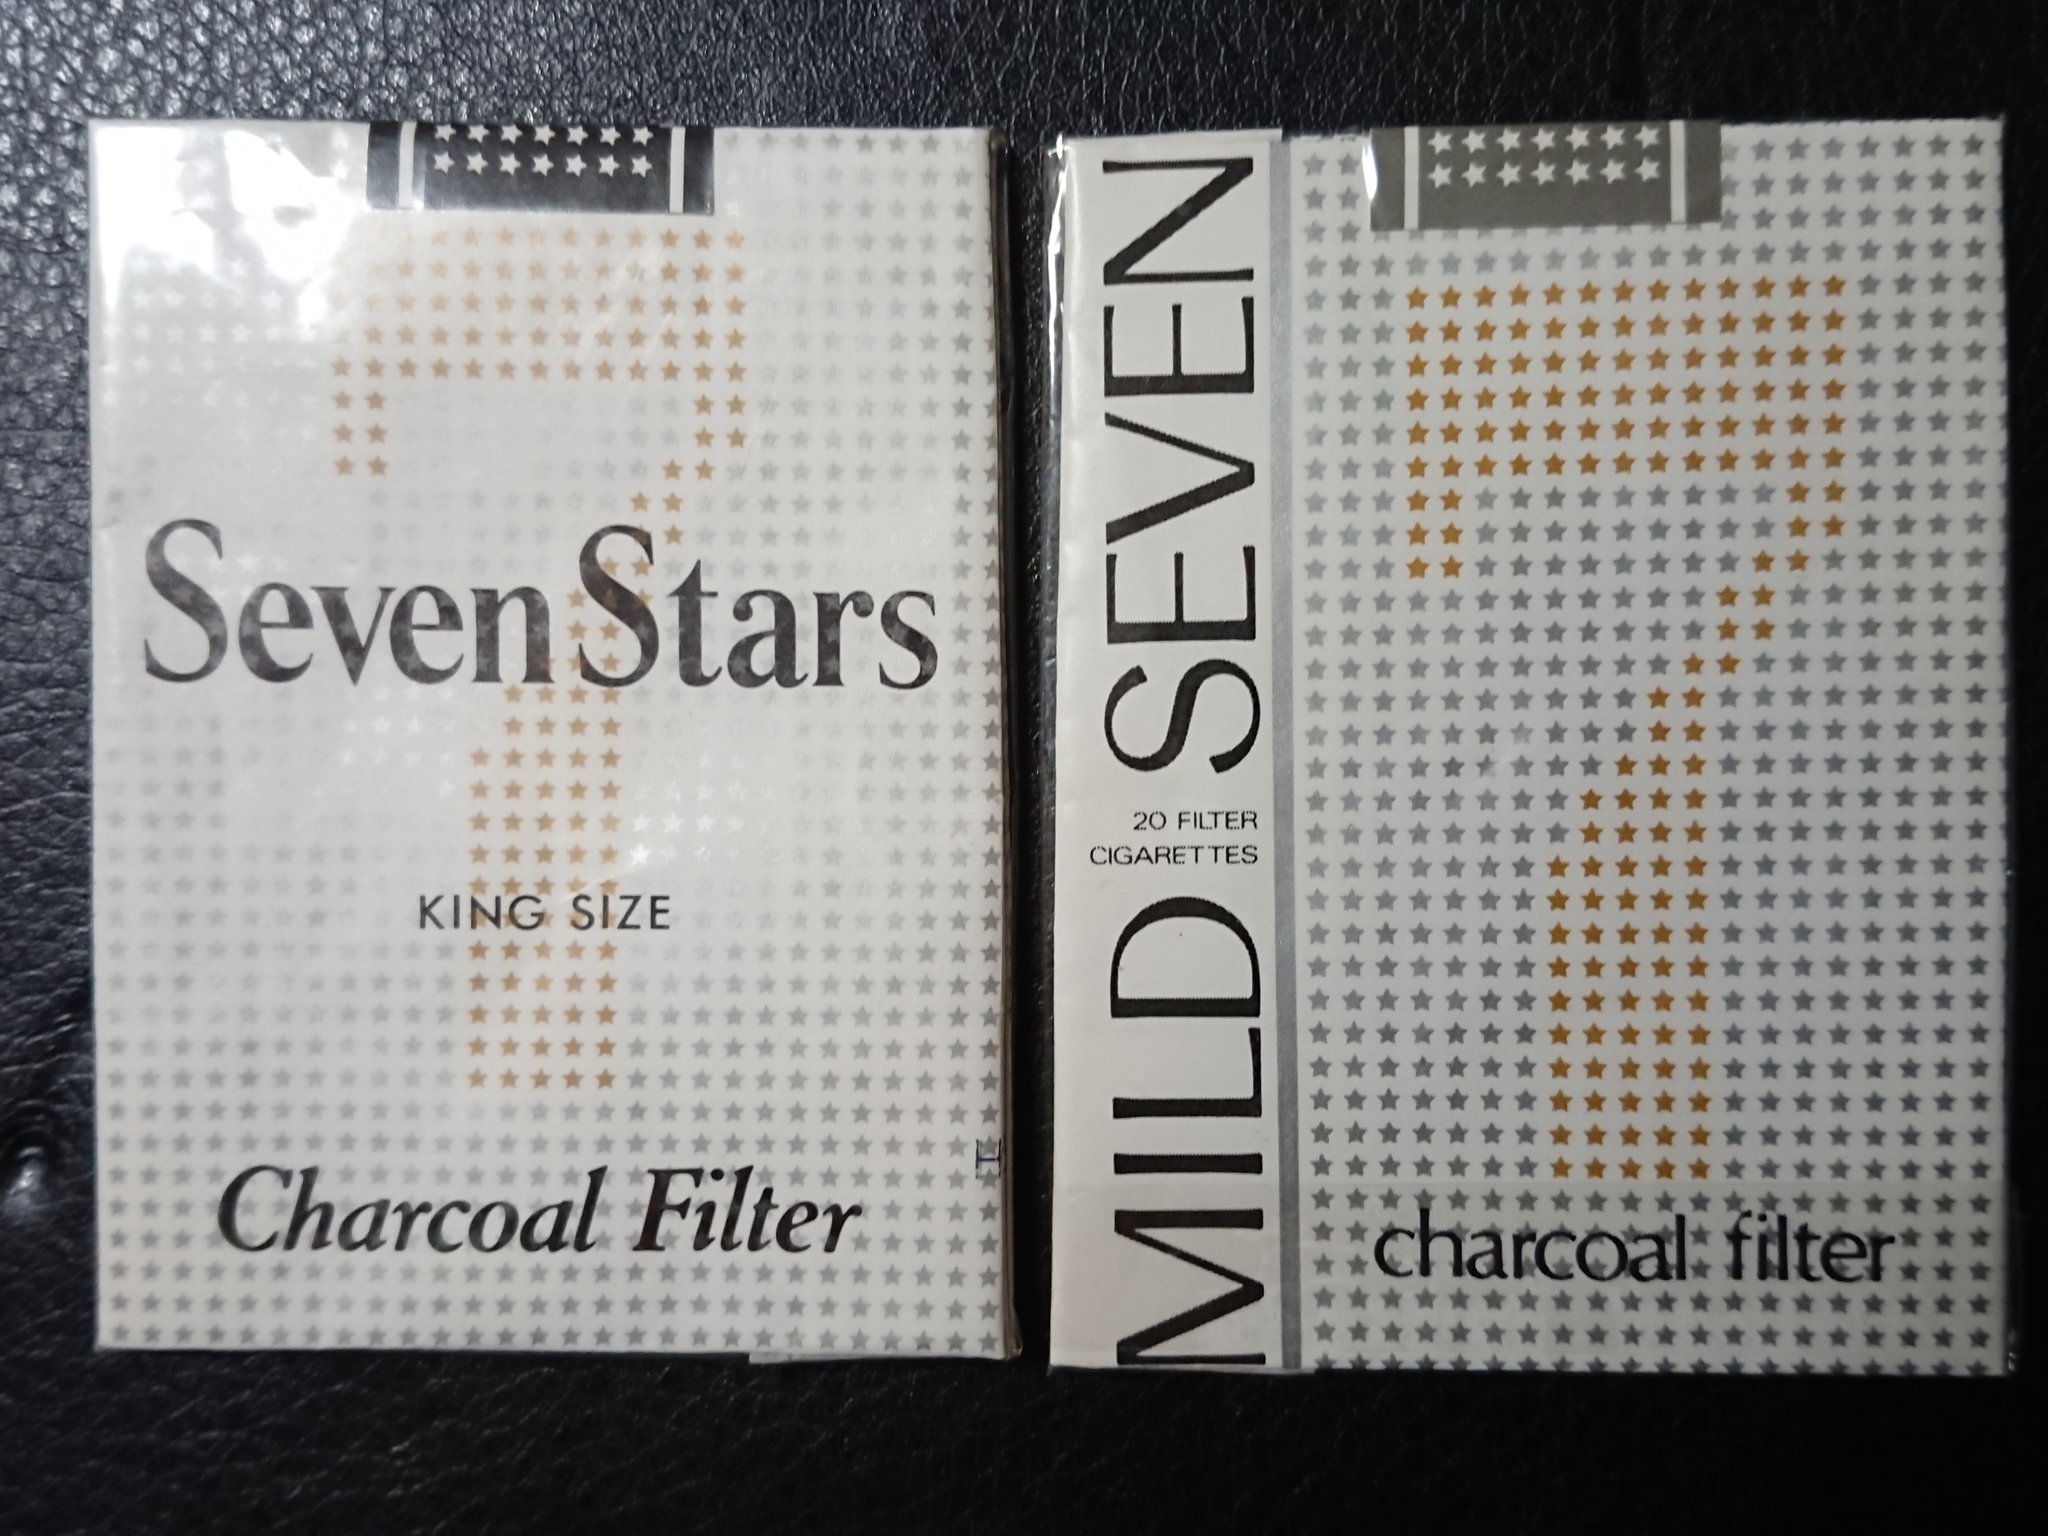 Seven Stars
KING SIZE
Charcoal Filter
MILD SEVEN
20 FILTER
CIGARETTES
charcoal filter